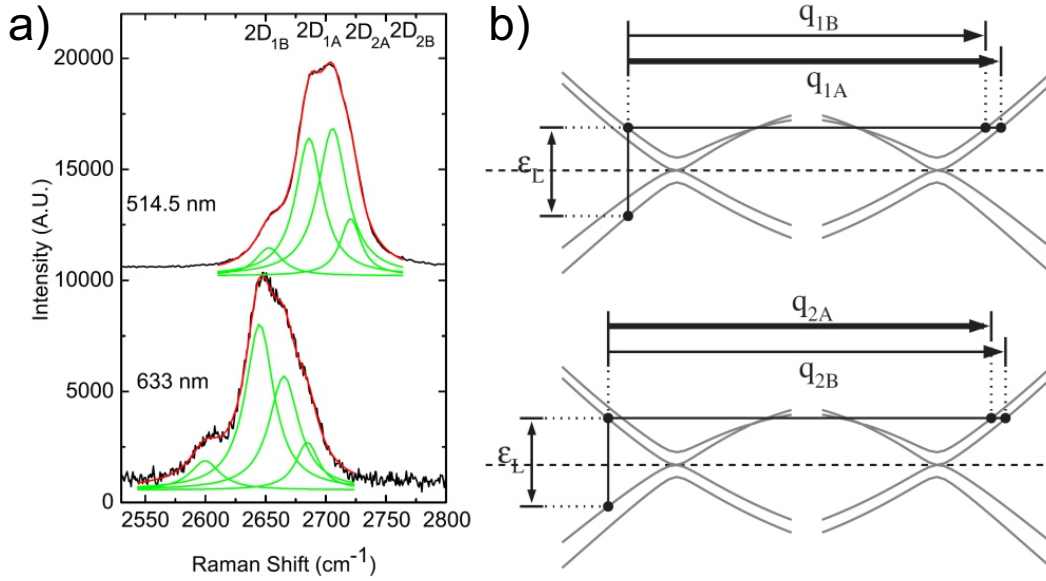 a)
2D1B 2D1A 2D2A 2D2B
20000
15000
10000
5000
0
Intensity (A.U.)
514.5 nm
633 nm
2550 2600 2650 2700 2750 2800
Raman Shift (cm-1)
b)
q1B
q1A
εL
q2A
q2B
εL